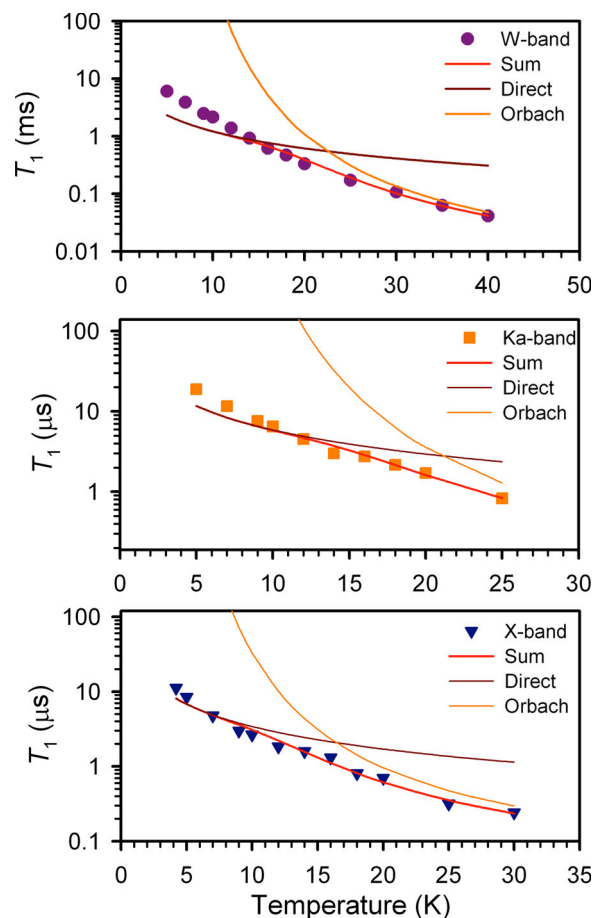 100
10
1
0.1
0.01
T1 (ms)
W-band
Sum
Direct
Orbach
0 10 20 30 40 50
100
10
1
T1 (μs)
Ka-band
Sum
Direct
Orbach
0 5 10 15 20 25 30
100
10
1
0.1
T1 (μs)
X-band
Sum
Direct
Orbach
0 5 10 15 20 25 30 35
Temperature (K)